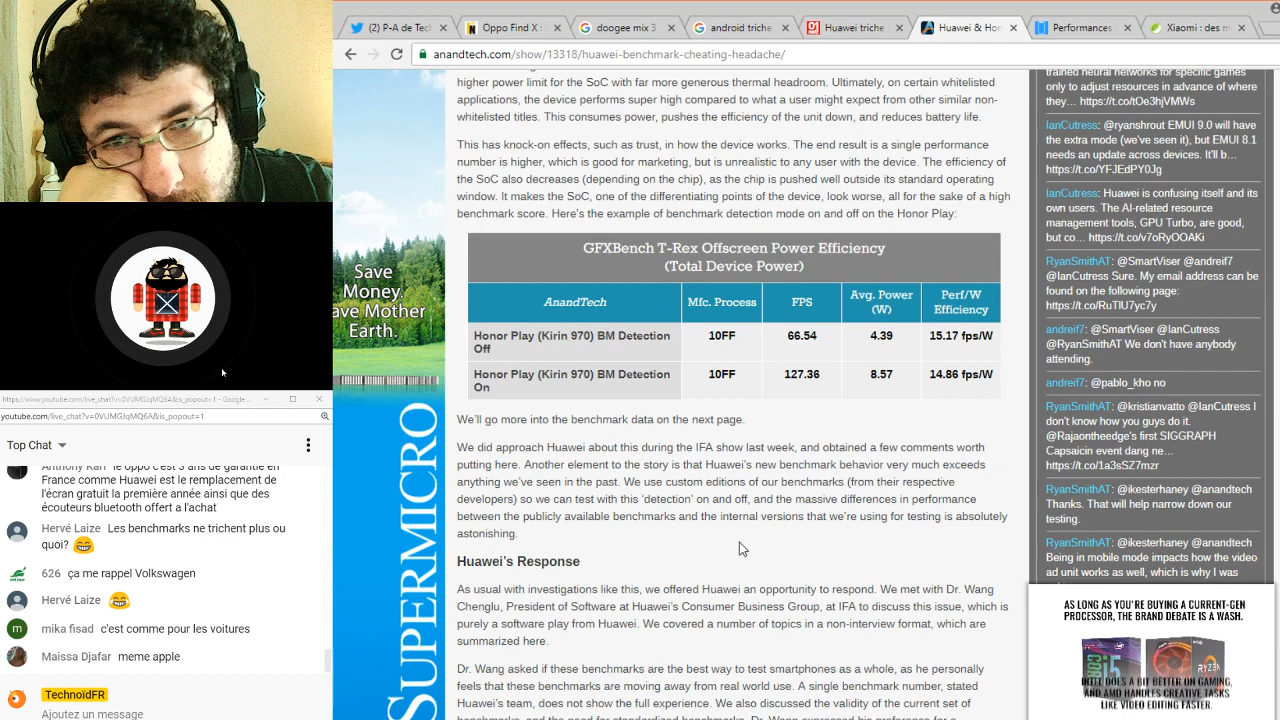 (2) P-A de Tec
Oppo Find X :
doogee mix 3
android triche
Huawei triche
Huawei & Hon
Performances
Xiaomi : des m
anandtech.com/show/13318/huawei-benchmark-cheating-headache/
higher power limit for the SoC with far more generous thermal headroom. Ultimately, on certain whitelisted
applications, the device performs super high compared to what a user might expect from other similar non-
whitelisted titles. This consumes power, pushes the efficiency of the unit down, and reduces battery life.
This has knock-on effects, such as trust, in how the device works. The end result is a single performance
number is higher, which is good for marketing, but is unrealistic to any user with the device. The efficiency of
the SoC also decreases (depending on the chip), as the chip is pushed well outside its standard operating
window. It makes the SoC, one of the differentiating points of the device, look worse, all for the sake of a high
benchmark score. Here's the example of benchmark detection mode on and off on the Honor Play:
GFXBench T-Rex Offscreen Power Efficiency
(Total Device Power)
AnandTech Mfc. Process FPS Avg. Power (W) Perf/W Efficiency
Honor Play (Kirin 970) BM Detection Off 10FF 66.54 4.39 15.17 fps/W
Honor Play (Kirin 970) BM Detection On 10FF 127.36 8.57 14.86 fps/W
We'll go more into the benchmark data on the next page.
We did approach Huawei about this during the IFA show last week, and obtained a few comments worth
putting here. Another element to the story is that Huawei's new benchmark behavior very much exceeds
anything we've seen in the past. We use custom editions of our benchmarks (from their respective
developers) so we can test with this 'detection' on and off, and the massive differences in performance
between the publicly available benchmarks and the internal versions that we're using for testing is absolutely
astonishing.
Huawei's Response
As usual with investigations like this, we offered Huawei an opportunity to respond. We met with Dr. Wang
Chenglu, President of Software at Huawei's Consumer Business Group, at IFA to discuss this issue, which is
purely a software play from Huawei. We covered a number of topics in a non-interview format, which are
summarized here.
Dr. Wang asked if these benchmarks are the best way to test smartphones as a whole, as he personally
feels that these benchmarks are moving away from real world use. A single benchmark number, stated
Huawei's team, does not show the full experience. We also discussed the validity of the current set of
Save
Money.
ave Mother
Earth.
SUPERMICRO
trained neural networks for specific games
only to adjust resources in advance of where
they… https://t.co/tOe3hjVMWs
IanCutress: @ryanshrout EMUI 9.0 will have
the extra mode (we've seen it), but EMUI 8.1
needs an update across devices. It'll b…
https://t.co/YFJEdPY0Jg
IanCutress: Huawei is confusing itself and its
own users. The AI-related resource
management tools, GPU Turbo, are good,
but co… https://t.co/v7oRyOOAKi
RyanSmithAT: @SmartViser @andreif7
@IanCutress Sure. My email address can be
found on the following page:
https://t.co/RuTlU7yc7y
andreif7: @SmartViser @IanCutress
@RyanSmithAT We don't have anybody
attending.
andreif7: @pablo_kho no
RyanSmithAT: @kristianvatto @IanCutress I
don't know how you guys do it.
@Rajaontheedge's first SIGGRAPH
Capsaicin event dang ne…
https://t.co/1a3sSZ7mzr
RyanSmithAT: @ikesterhaney @anandtech
Thanks. That will help narrow down our
testing.
RyanSmithAT: @ikesterhaney @anandtech
Being in mobile mode impacts how the video
ad unit works as well, which is why I was
AS LONG AS YOU'RE BUYING A CURRENT-GEN
PROCESSOR, THE BRAND DEBATE IS A WASH.
INTEL DOES A BIT BETTER ON GAMING,
AND AMD HANDLES CREATIVE TASKS
LIKE VIDEO EDITING FASTER.
RYZEN
https://www.youtube.com/live_chat?v=0VUMGJqMQ6A&is_popout=1 - Google ...
youtube.com/live_chat?v=0VUMGJqMQ6A&is_popout=1
Top Chat
Anthony Kari le oppo c'est 3 ans de garantie en
France comme Huawei est le remplacement de
l'écran gratuit la première année ainsi que des
écouteurs bluetooth offert a l'achat
Hervé Laize Les benchmarks ne trichent plus ou
quoi?
626 ça me rappel Volkswagen
Hervé Laize
m
mika fisad c'est comme pour les voitures
Maissa Djafar meme apple
TechnoïdFR
Ajoutez un message